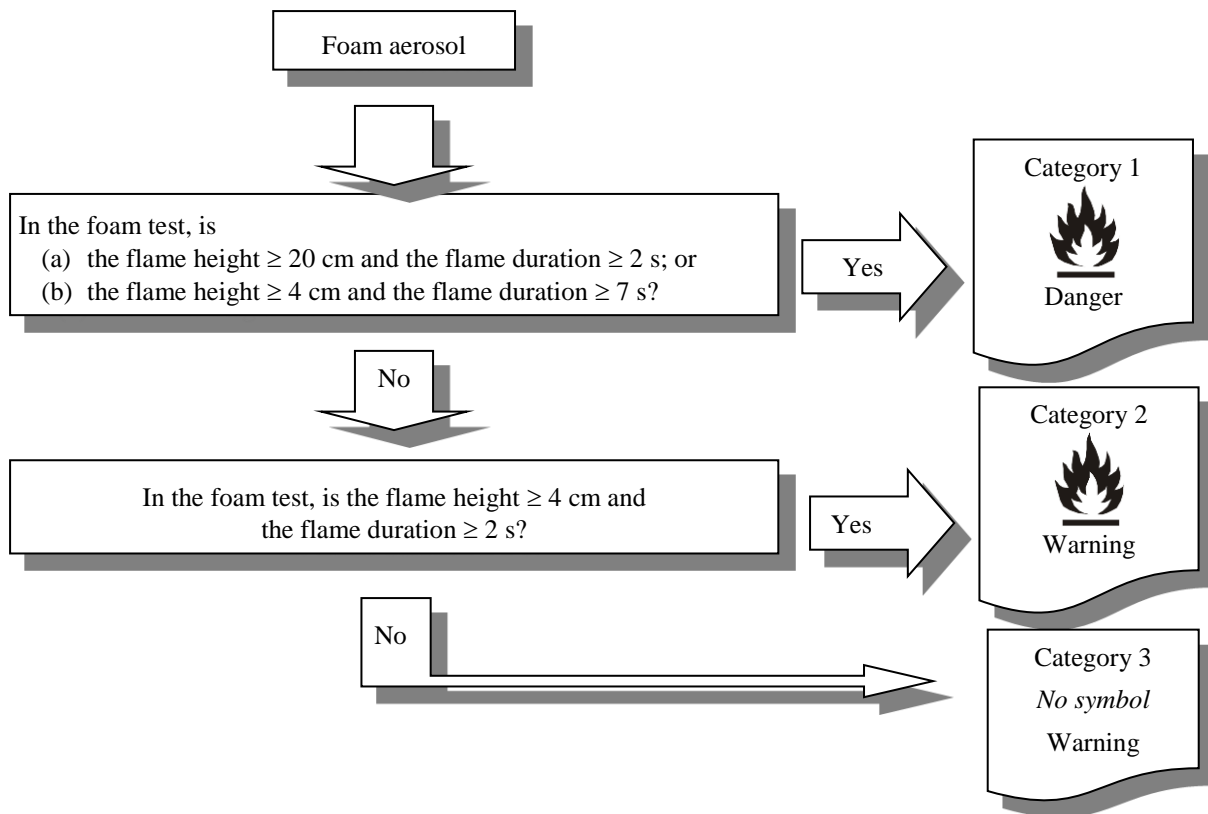 Foam aerosol
In the foam test, is
(a) the flame height ≥ 20 cm and the flame duration ≥ 2 s; or
(b) the flame height ≥ 4 cm and the flame duration ≥ 7 s?
Yes
Category 1
Danger
No
In the foam test, is the flame height ≥ 4 cm and
the flame duration ≥ 2 s?
Yes
Category 2
Warning
No
Category 3
No symbol
Warning